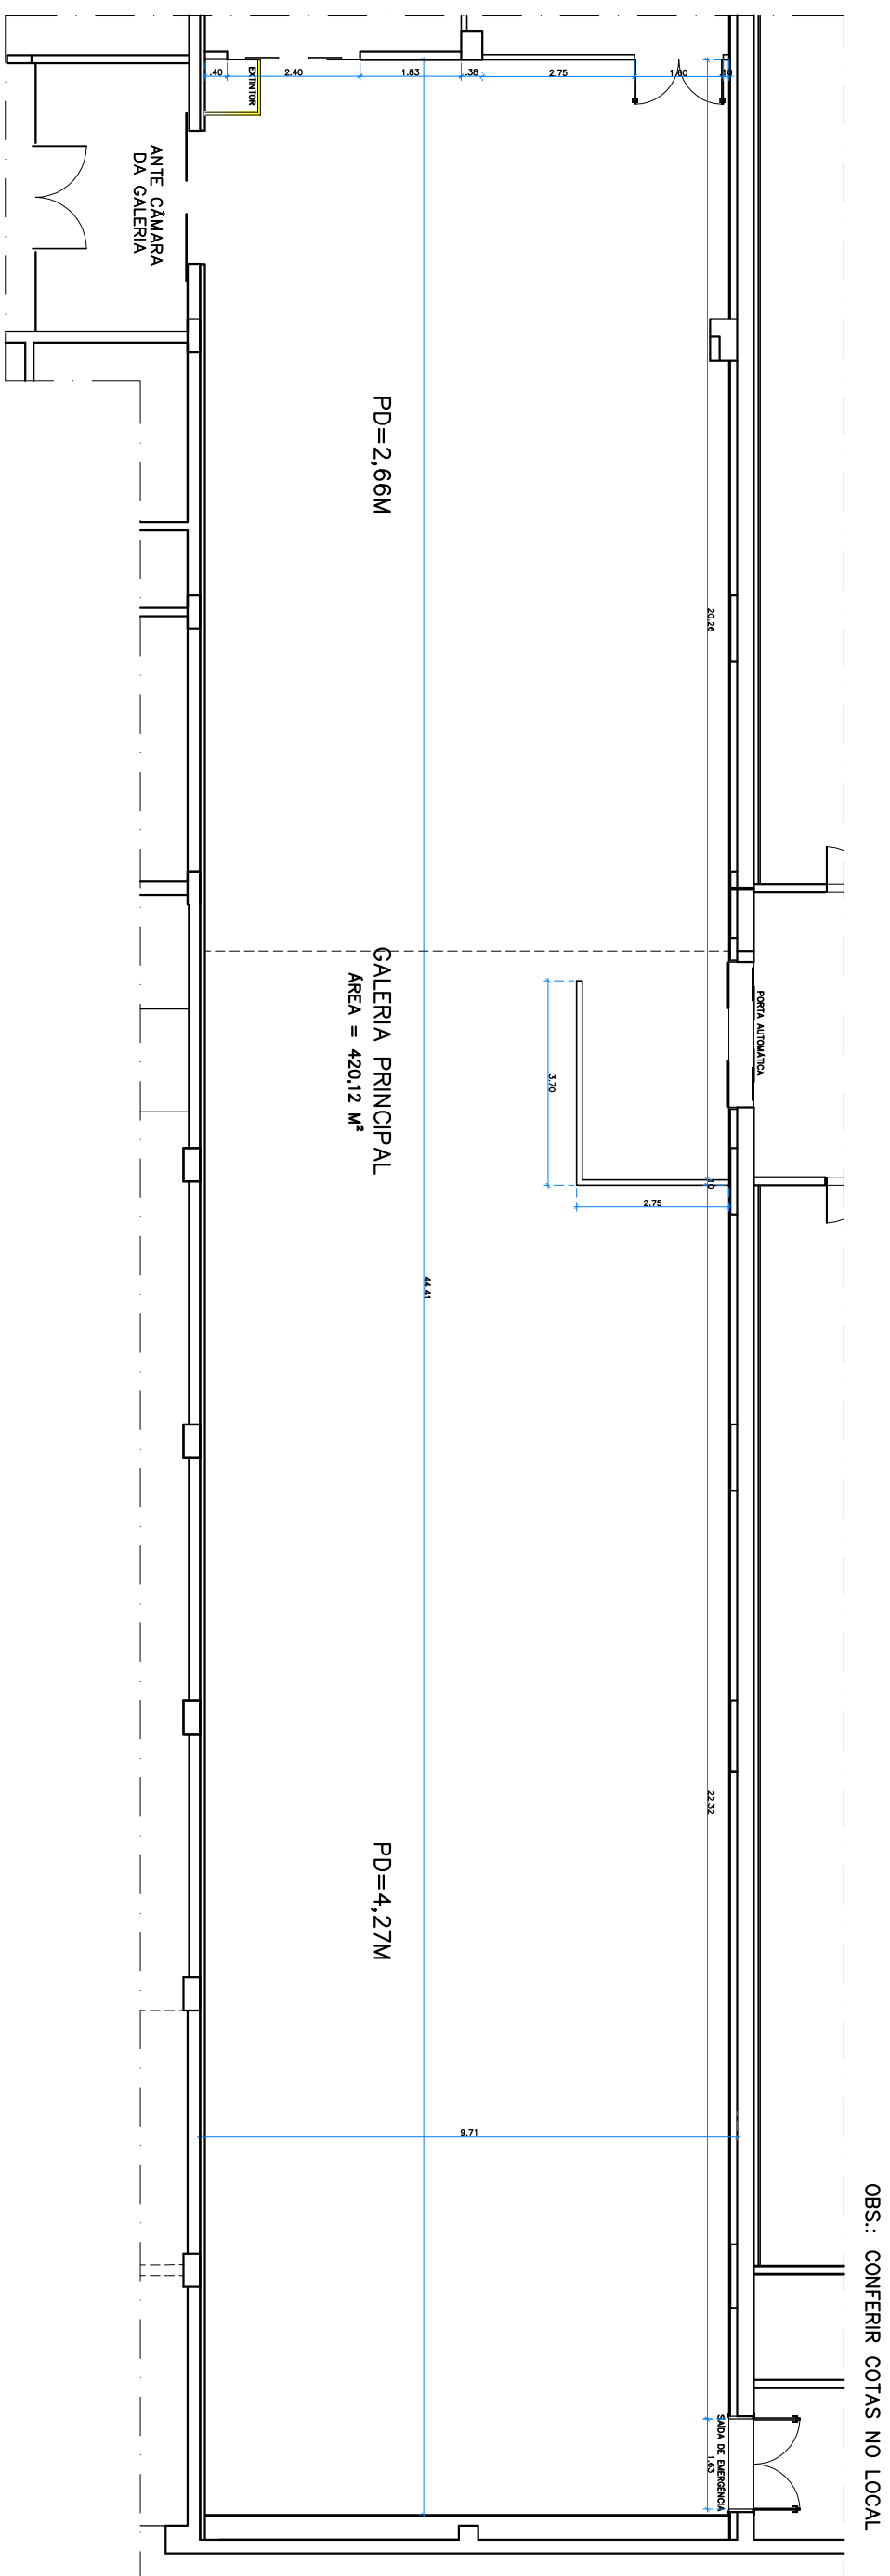 .40
2.40
1.83
.38
2.75
1.60
.10
EXTINTOR
ANTE CÂMARA
DA GALERIA
PD=2,66M
20.26
GALERIA PRINCIPAL
ÁREA = 420,12 M²
PORTA AUTOMÁTICA
3.70
.10
2.75
44.41
22.32
PD=4,27M
9.71
SAÍDA DE EMERGÊNCIA
1.63
OBS.: CONFERIR COTAS NO LOCAL